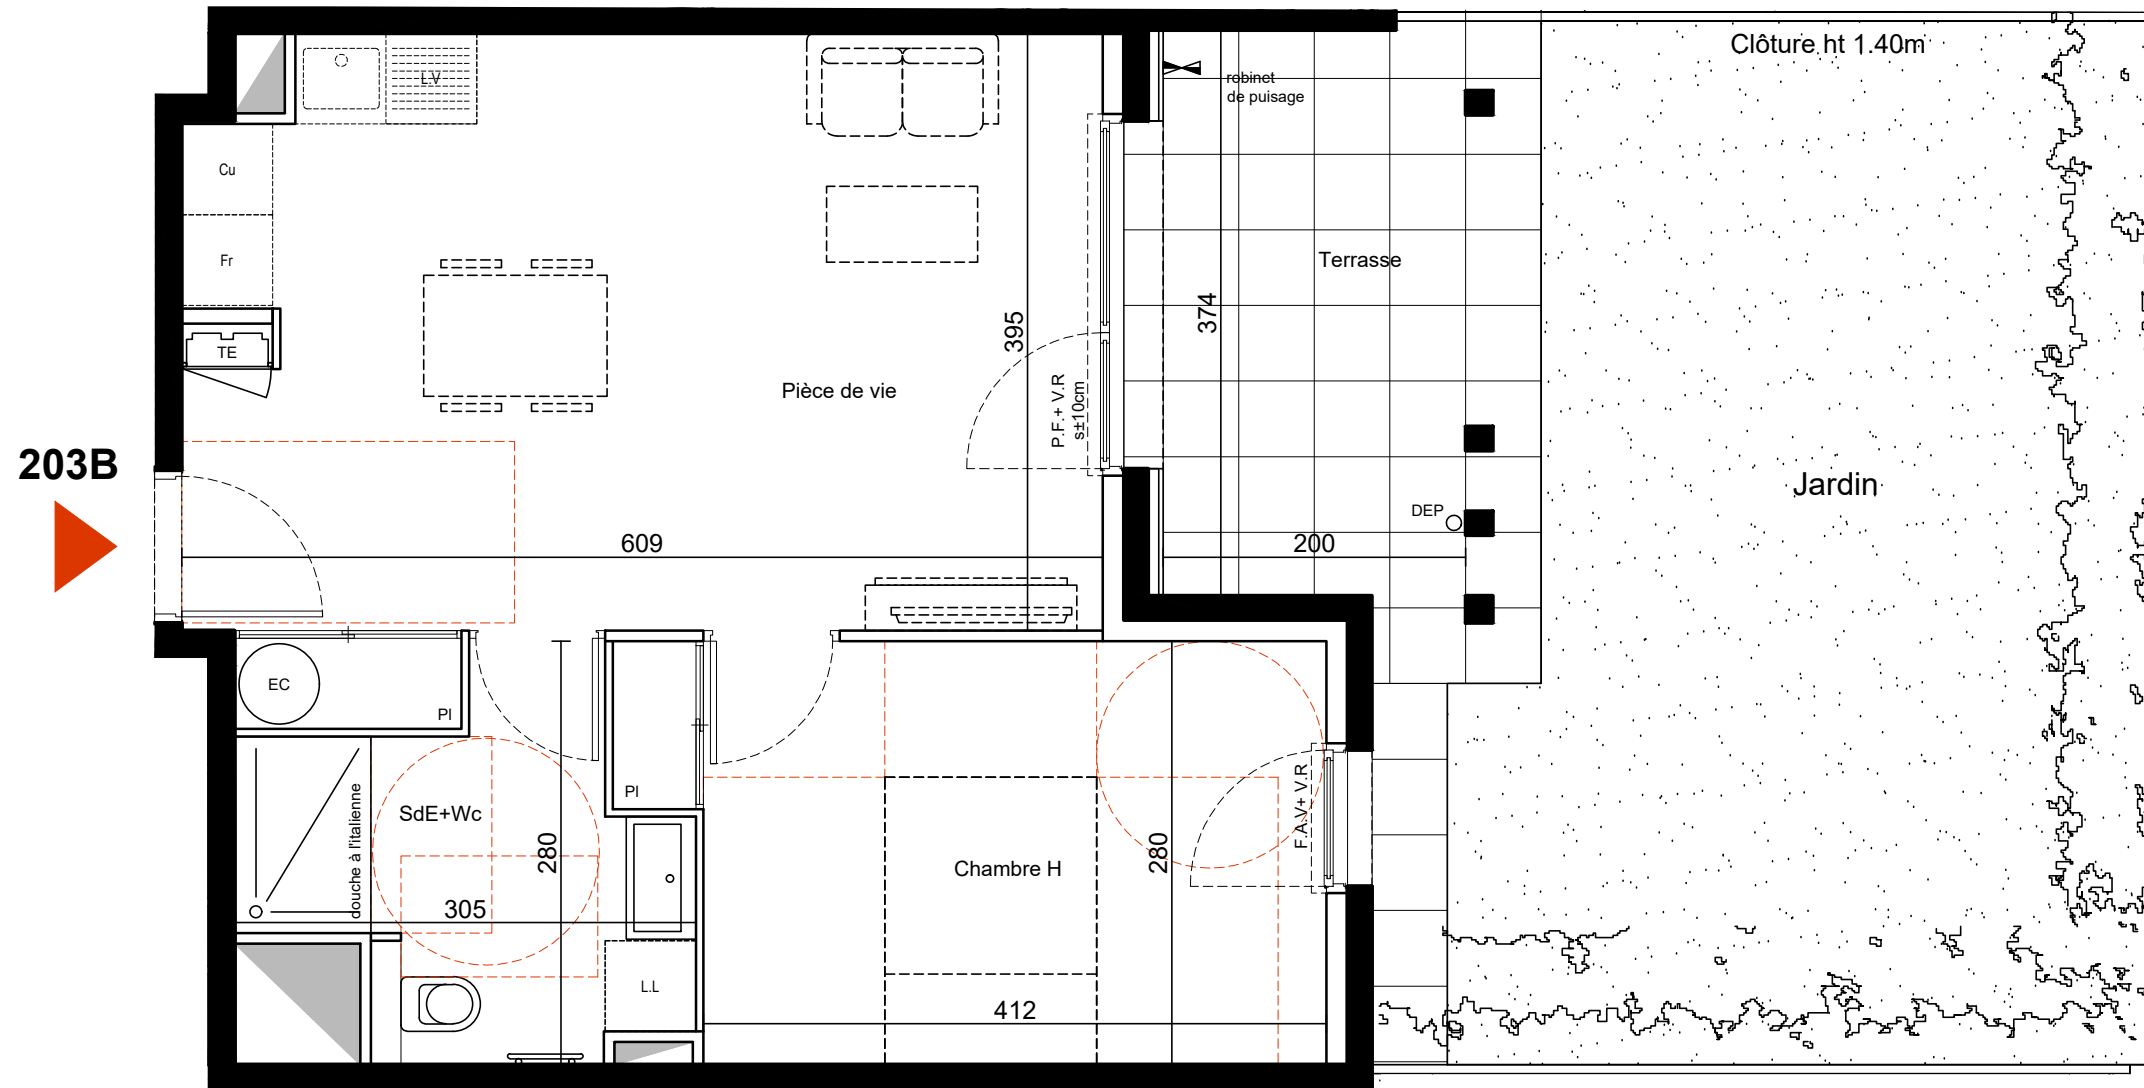 Clôture ht 1.40m
L.V
robinet
de puisage
Cu
Fr
Terrasse
TE
374
395
Pièce de vie
P.F.+ V.R
s±10cm
203B
Jardin
DEP
609
200
EC
Pl
Pl
SdE+Wc
douche à l'italienne
F.A.V+ V.R
280
280
Chambre H
305
L.L
412